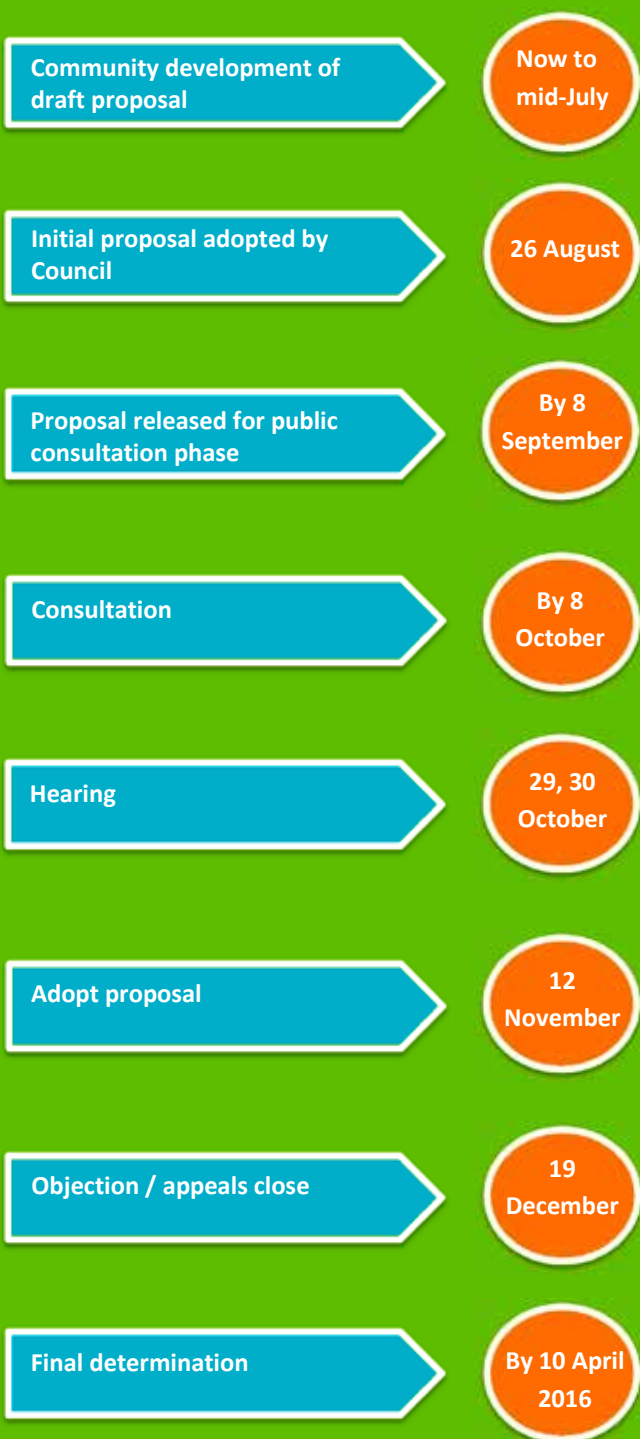 Community development of
draft proposal
Now to
mid-July
Initial proposal adopted by
Council
26 August
Proposal released for public
consultation phase
By 8
September
Consultation
By 8
October
Hearing
29, 30
October
Adopt proposal
12
November
Objection / appeals close
19
December
Final determination
By 10 April
2016